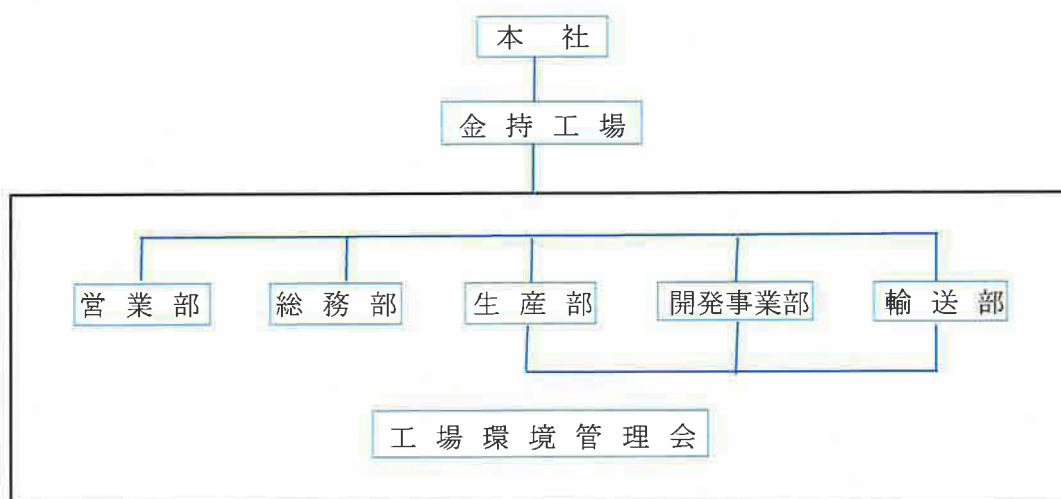 本社
金持工場
営業部 総務部 生産部 開発事業部 輸送部
工場環境管理会